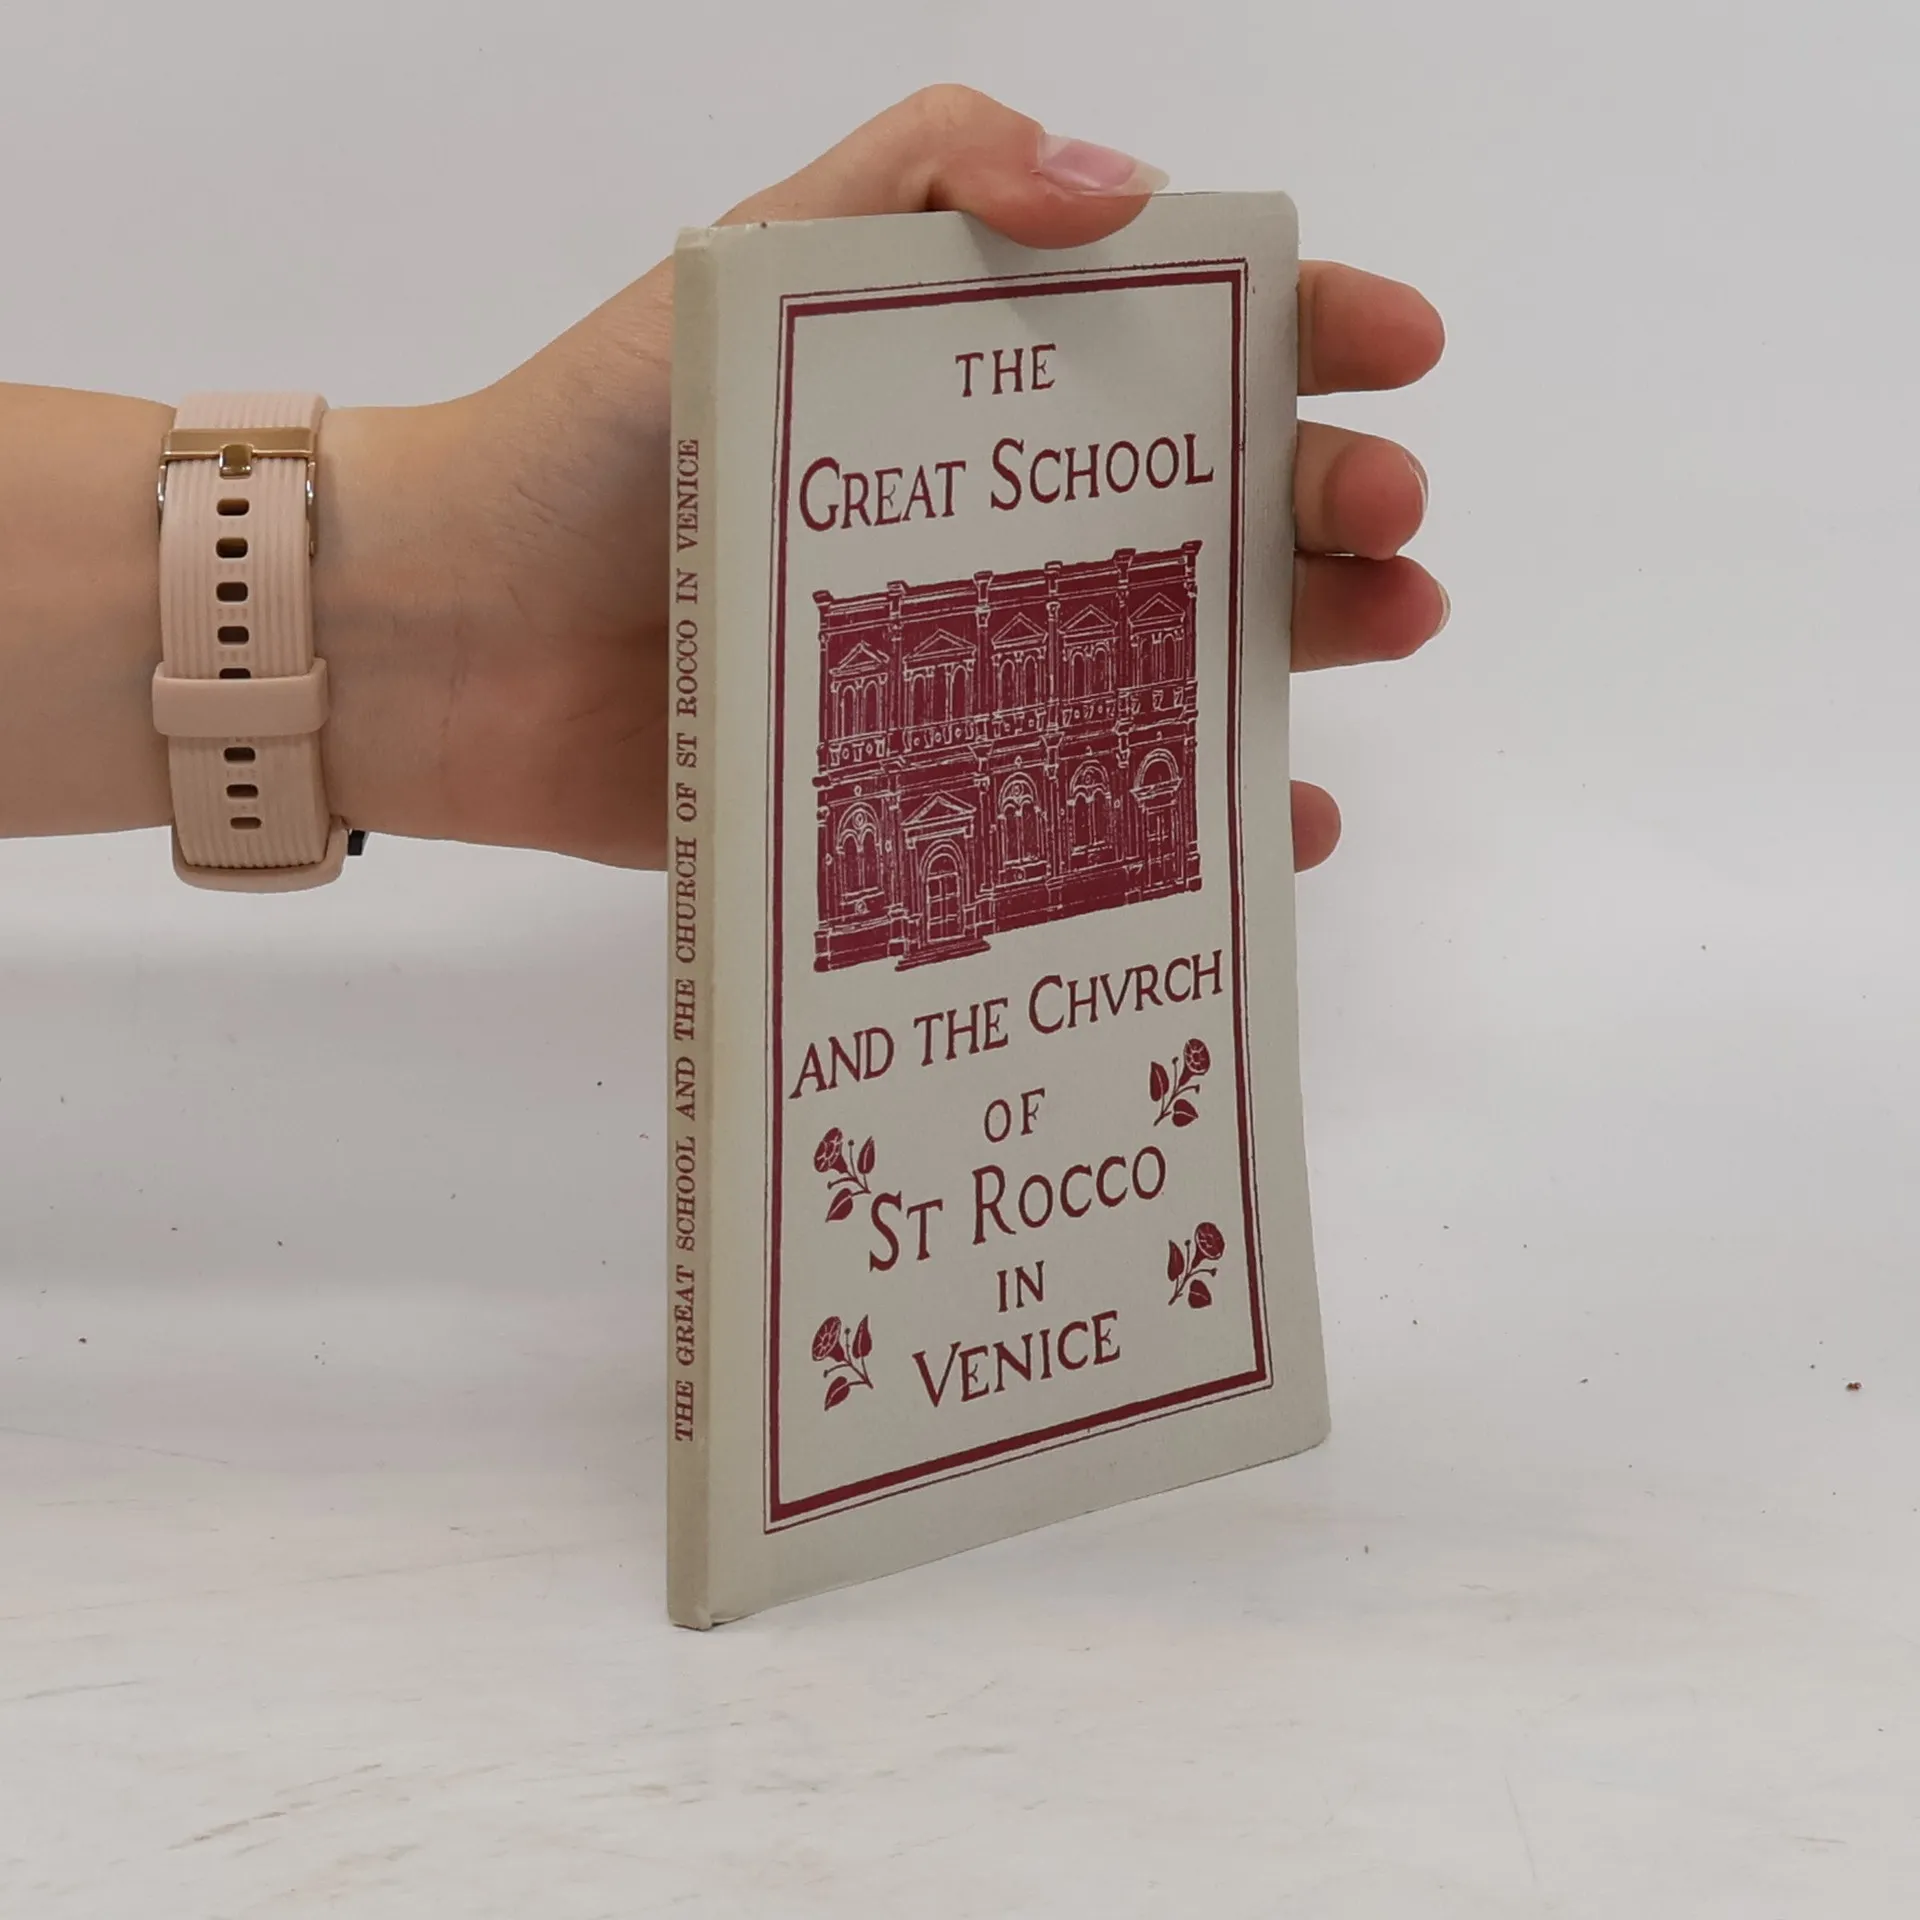 THE GREAT SCHOOL AND THE CHURCH OF ST ROCCO IN VENICE
THE
GREAT SCHOOL
AND THE CHVRCH
OF
ST ROCCO
IN
VENICE